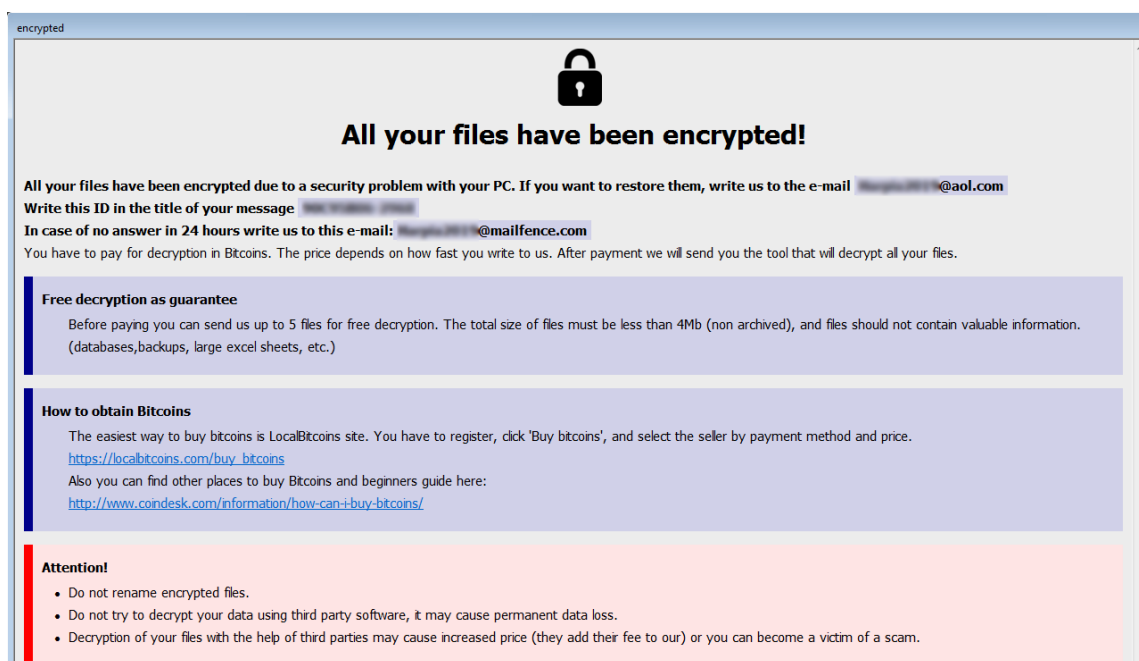 encrypted
All your files have been encrypted!
All your files have been encrypted due to a security problem with your PC. If you want to restore them, write us to the e-mail @aol.com
Write this ID in the title of your message
In case of no answer in 24 hours write us to this e-mail: @mailfence.com
You have to pay for decryption in Bitcoins. The price depends on how fast you write to us. After payment we will send you the tool that will decrypt all your files.
Free decryption as guarantee
Before paying you can send us up to 5 files for free decryption. The total size of files must be less than 4Mb (non archived), and files should not contain valuable information.
(databases,backups, large excel sheets, etc.)
How to obtain Bitcoins
The easiest way to buy bitcoins is LocalBitcoins site. You have to register, click 'Buy bitcoins', and select the seller by payment method and price.
https://localbitcoins.com/buy_bitcoins
Also you can find other places to buy Bitcoins and beginners guide here:
http://www.coindesk.com/information/how-can-i-buy-bitcoins/
Attention!
• Do not rename encrypted files.
• Do not try to decrypt your data using third party software, it may cause permanent data loss.
• Decryption of your files with the help of third parties may cause increased price (they add their fee to our) or you can become a victim of a scam.